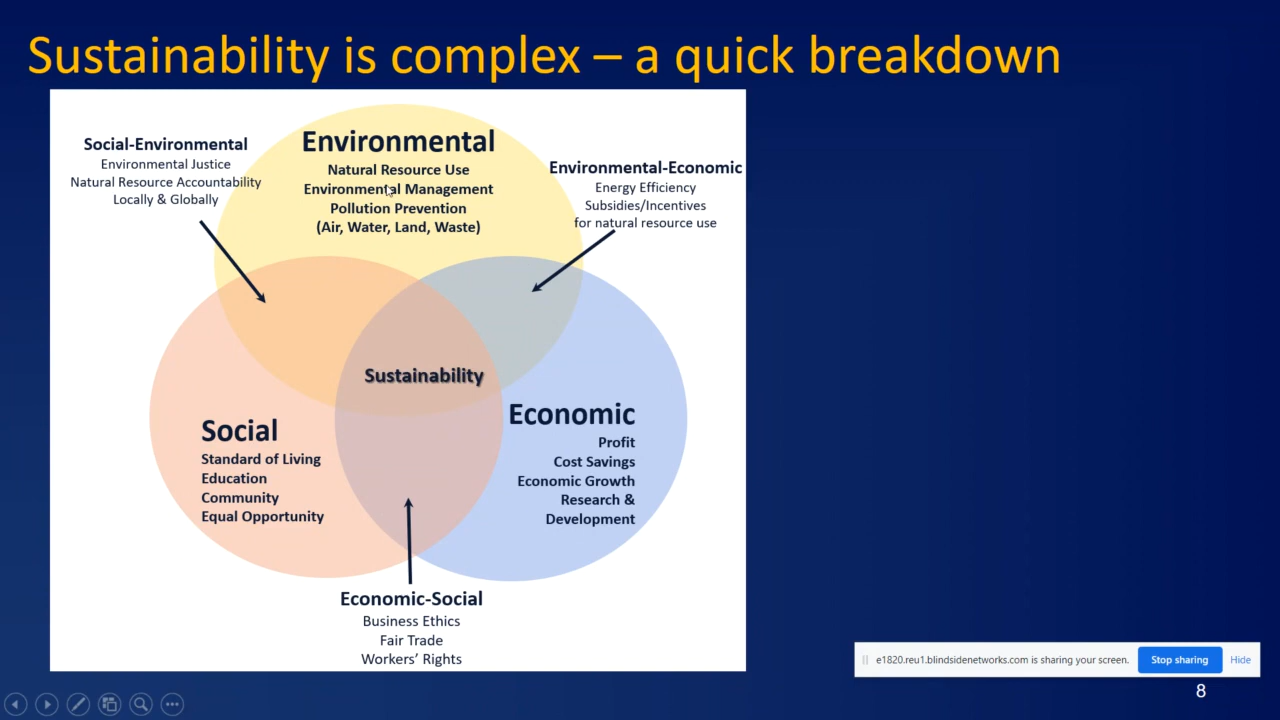 Sustainability is complex – a quick breakdown
Social-Environmental
Environmental Justice
Natural Resource Accountability
Locally & Globally
Environmental
Natural Resource Use
Environmental Management
Pollution Prevention
(Air, Water, Land, Waste)
Environmental-Economic
Energy Efficiency
Subsidies/Incentives
for natural resource use
Sustainability
Social
Standard of Living
Education
Community
Equal Opportunity
Economic
Profit
Cost Savings
Economic Growth
Research &
Development
Economic-Social
Business Ethics
Fair Trade
Workers’ Rights
e1820.reu1.blindsidenetworks.com is sharing your screen.
Stop sharing
Hide
8